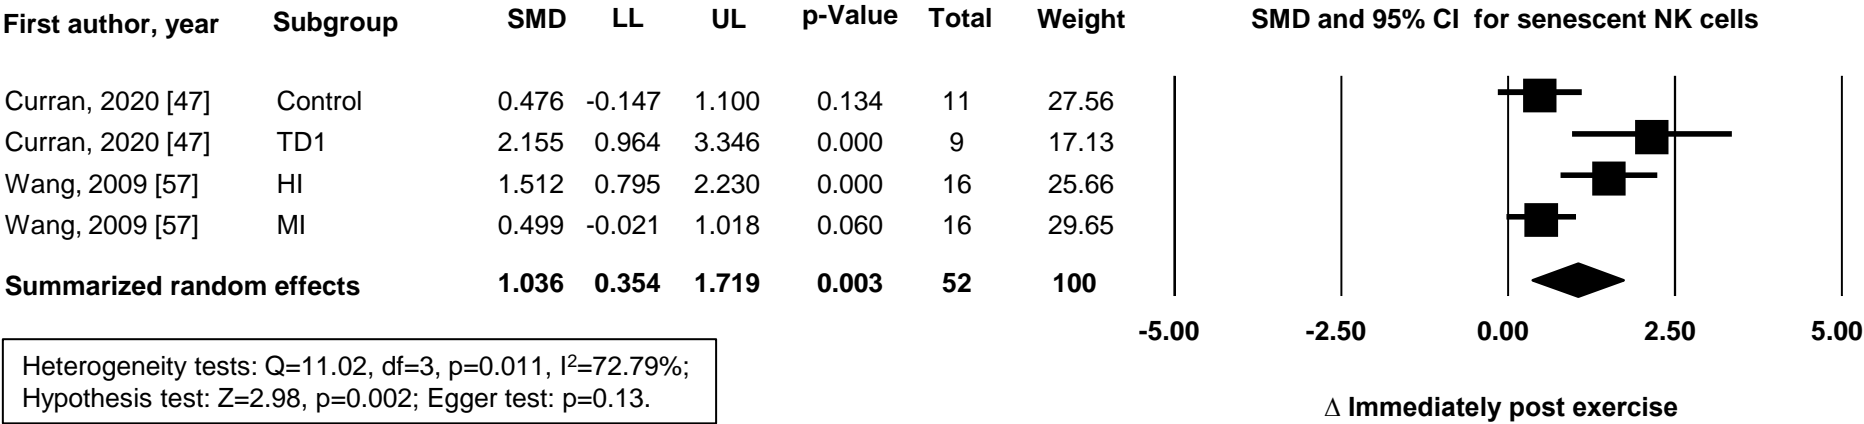 First author, year Subgroup SMD LL UL p-Value Total Weight SMD and 95% CI for senescent NK cells
Curran, 2020 [47] Control 0.476 -0.147 1.100 0.134 11 27.56
Curran, 2020 [47] TD1 2.155 0.964 3.346 0.000 9 17.13
Wang, 2009 [57] HI 1.512 0.795 2.230 0.000 16 25.66
Wang, 2009 [57] MI 0.499 -0.021 1.018 0.060 16 29.65
Summarized random effects 1.036 0.354 1.719 0.003 52 100
-5.00 -2.50 0.00 2.50 5.00
Heterogeneity tests: Q=11.02, df=3, p=0.011, I²=72.79%;
Hypothesis test: Z=2.98, p=0.002; Egger test: p=0.13.
Δ Immediately post exercise